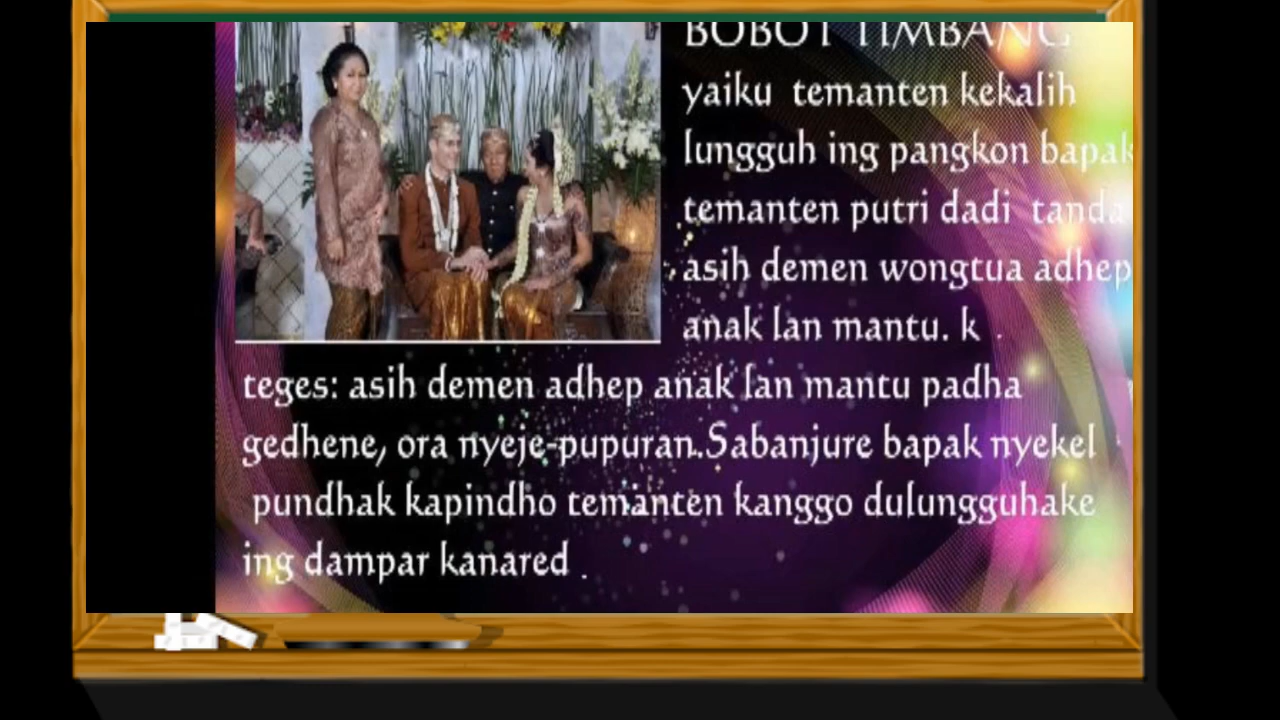 BOBOT TIMBANG
yaiku temanten kekalih
lungguh ing pangkon bapak
temanten putri dadi tanda
asih demen wongtua adhep
anak lan mantu. k .
teges: asih demen adhep anak lan mantu padha
gedhene, ora nyeje-pupuran.Sabanjure bapak nyekel
pundhak kapindho temanten kanggo dulungguhake
ing dampar kanared .